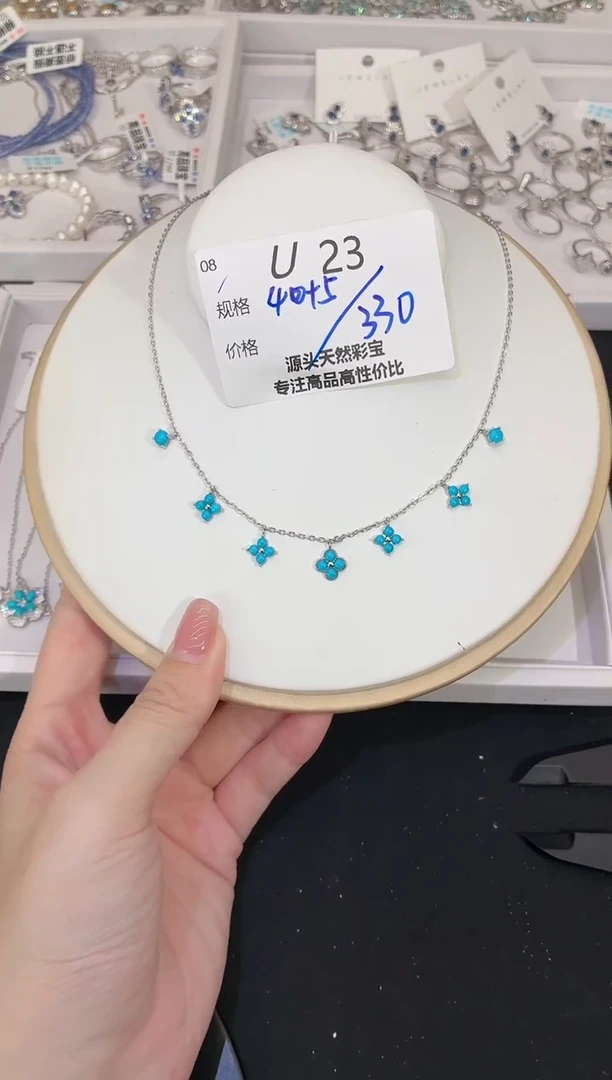 08
U 23
规格 40+5
/330
价格
源头天然彩宝
专注高品高性价比